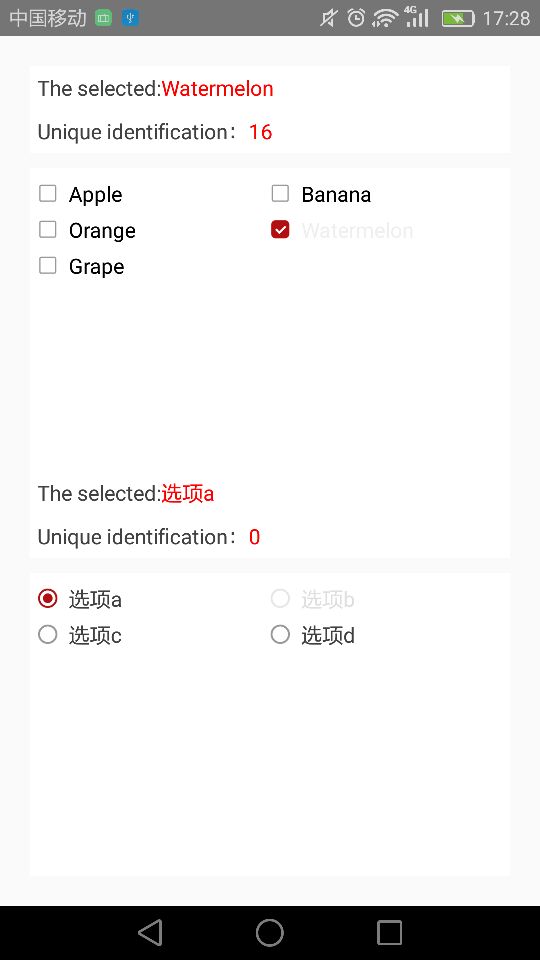 中国移动 4G 17:28
The selected:Watermelon
Unique identification：16
Apple Banana
Orange Watermelon
Grape
The selected:选项a
Unique identification：0
选项a 选项b
选项c 选项d